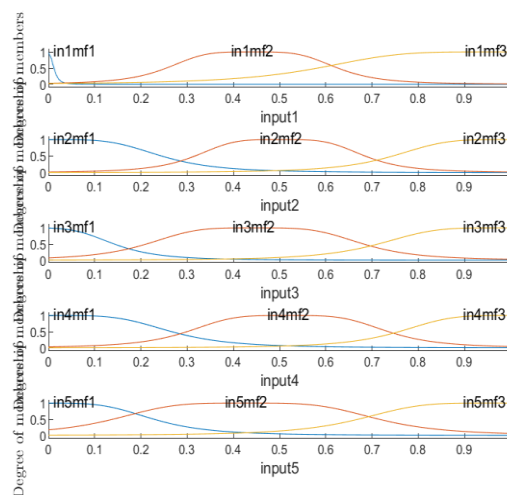 in1mf1 in1mf2 in1mf3
1
0.5
0
0 0.1 0.2 0.3 0.4 0.5 0.6 0.7 0.8 0.9
input1
in2mf1 in2mf2 in2mf3
1
0.5
0
0 0.1 0.2 0.3 0.4 0.5 0.6 0.7 0.8 0.9
input2
in3mf1 in3mf2 in3mf3
1
0.5
0
0 0.1 0.2 0.3 0.4 0.5 0.6 0.7 0.8 0.9
input3
in4mf1 in4mf2 in4mf3
1
0.5
0
0 0.1 0.2 0.3 0.4 0.5 0.6 0.7 0.8 0.9
input4
in5mf1 in5mf2 in5mf3
1
0.5
0
0 0.1 0.2 0.3 0.4 0.5 0.6 0.7 0.8 0.9
input5
Degree of